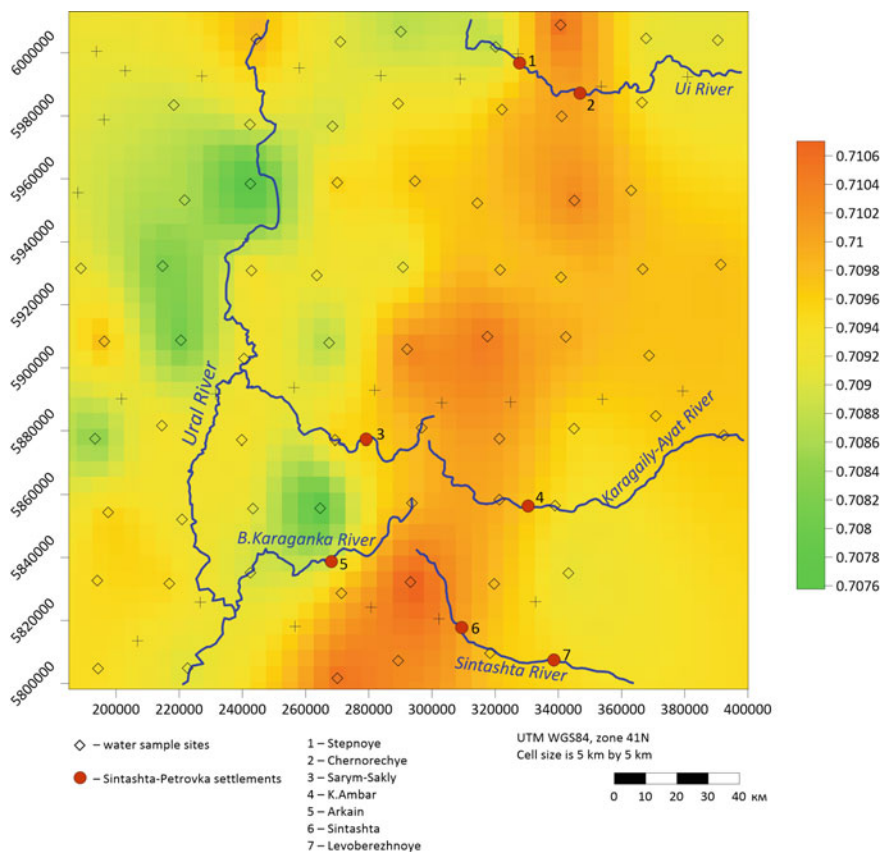 6000000
5980000
5960000
5940000
5920000
5900000
5880000
5860000
5840000
5820000
5800000
1
2
Ui River
Ural River
3
Karagaily-Ayat River
4
B.Karaganka River
5
6
Sintashta River
7
0.7106
0.7104
0.7102
0.71
0.7098
0.7096
0.7094
0.7092
0.709
0.7088
0.7086
0.7084
0.7082
0.708
0.7078
0.7076
200000 220000 240000 260000 280000 300000 320000 340000 360000 380000 400000
– water sample sites
– Sintashta-Petrovka settlements
1 – Stepnoye
2 – Chernorechye
3 – Sarym-Sakly
4 – K.Ambar
5 – Arkain
6 – Sintashta
7 – Levoberezhnoye
UTM WGS84, zone 41N
Cell size is 5 km by 5 km
0 10 20 30 40 км